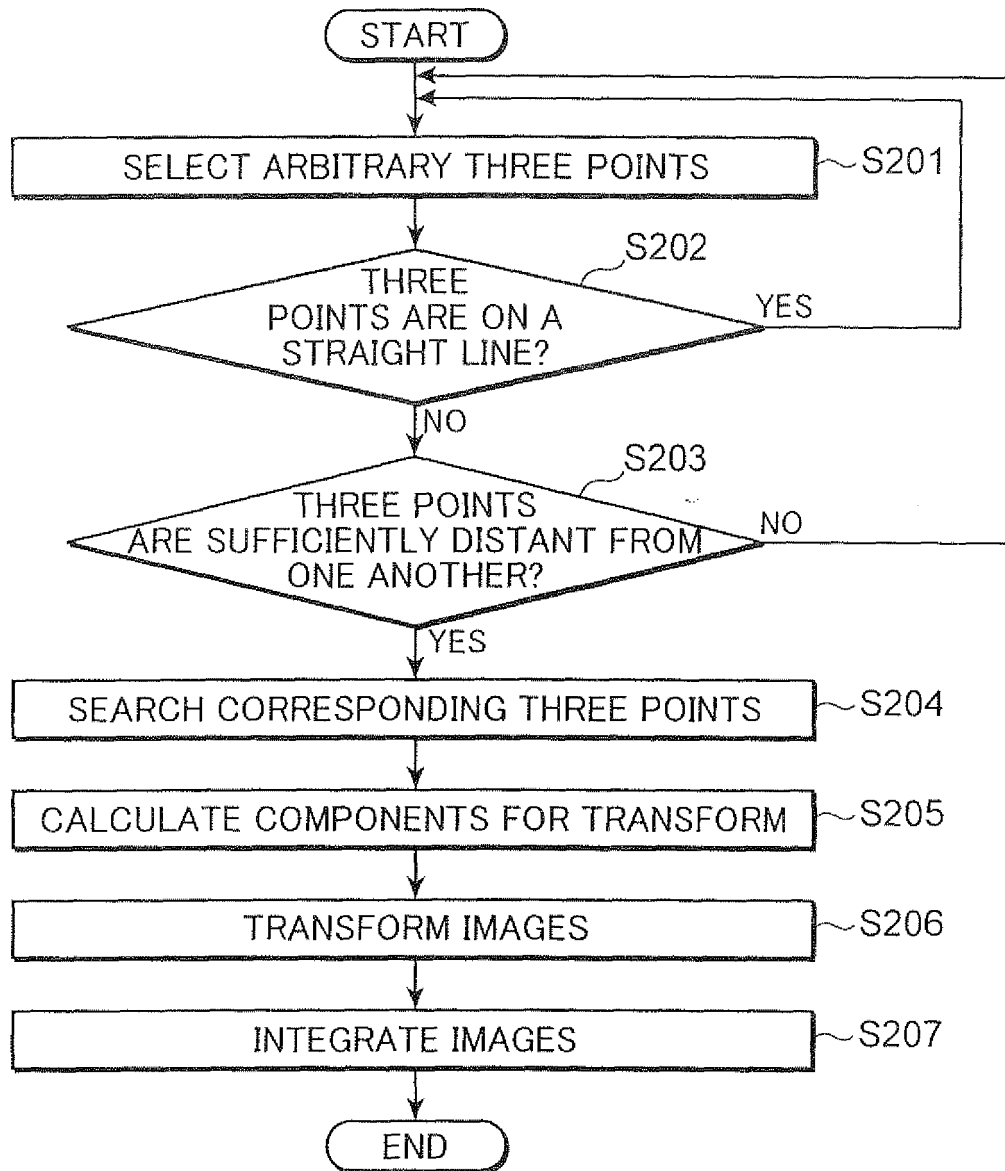 START
SELECT ARBITRARY THREE POINTS
S201
S202
THREE
POINTS ARE ON A
STRAIGHT LINE?
YES
NO
S203
THREE POINTS
ARE SUFFICIENTLY DISTANT FROM
ONE ANOTHER?
NO
YES
SEARCH CORRESPONDING THREE POINTS
S204
CALCULATE COMPONENTS FOR TRANSFORM
S205
TRANSFORM IMAGES
S206
INTEGRATE IMAGES
S207
END